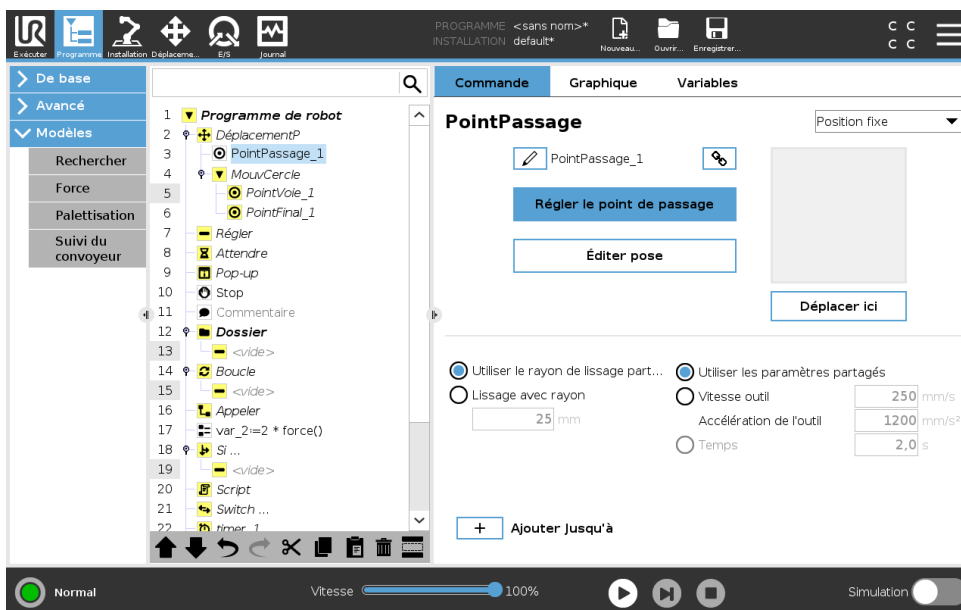 UR
PROGRAMME <sans nom>*
INSTALLATION default*
Exécuter
Programme
Installation
Déplaceme...
E/S
Journal
Nouveau...
Ouvrir...
Enregistrer...
C C
C C
De base
Avancé
Modèles
Rechercher
Force
Palettisation
Suivi du
convoyeur
1 Programme de robot
2 DéplacementP
3 PointPassage_1
4 MouvCercle
5 PointVoie_1
6 PointFinal_1
7 Régler
8 Attendre
9 Pop-up
10 Stop
11 Commentaire
12 Dossier
13 <vide>
14 Boucle
15 <vide>
16 Appeler
17 var_2:=2 * force()
18 Si ...
19 <vide>
20 Script
21 Switch ...
22 timer_1
Commande
Graphique
Variables
PointPassage
Position fixe
PointPassage_1
Régler le point de passage
Éditer pose
Déplacer ici
Utiliser le rayon de lissage part...
Lissage avec rayon
25 mm
Utiliser les paramètres partagés
Vitesse outil 250 mm/s
Accélération de l'outil 1200 mm/s²
Temps 2,0 s
+ Ajouter Jusqu'à
Normal
Vitesse 100%
Simulation